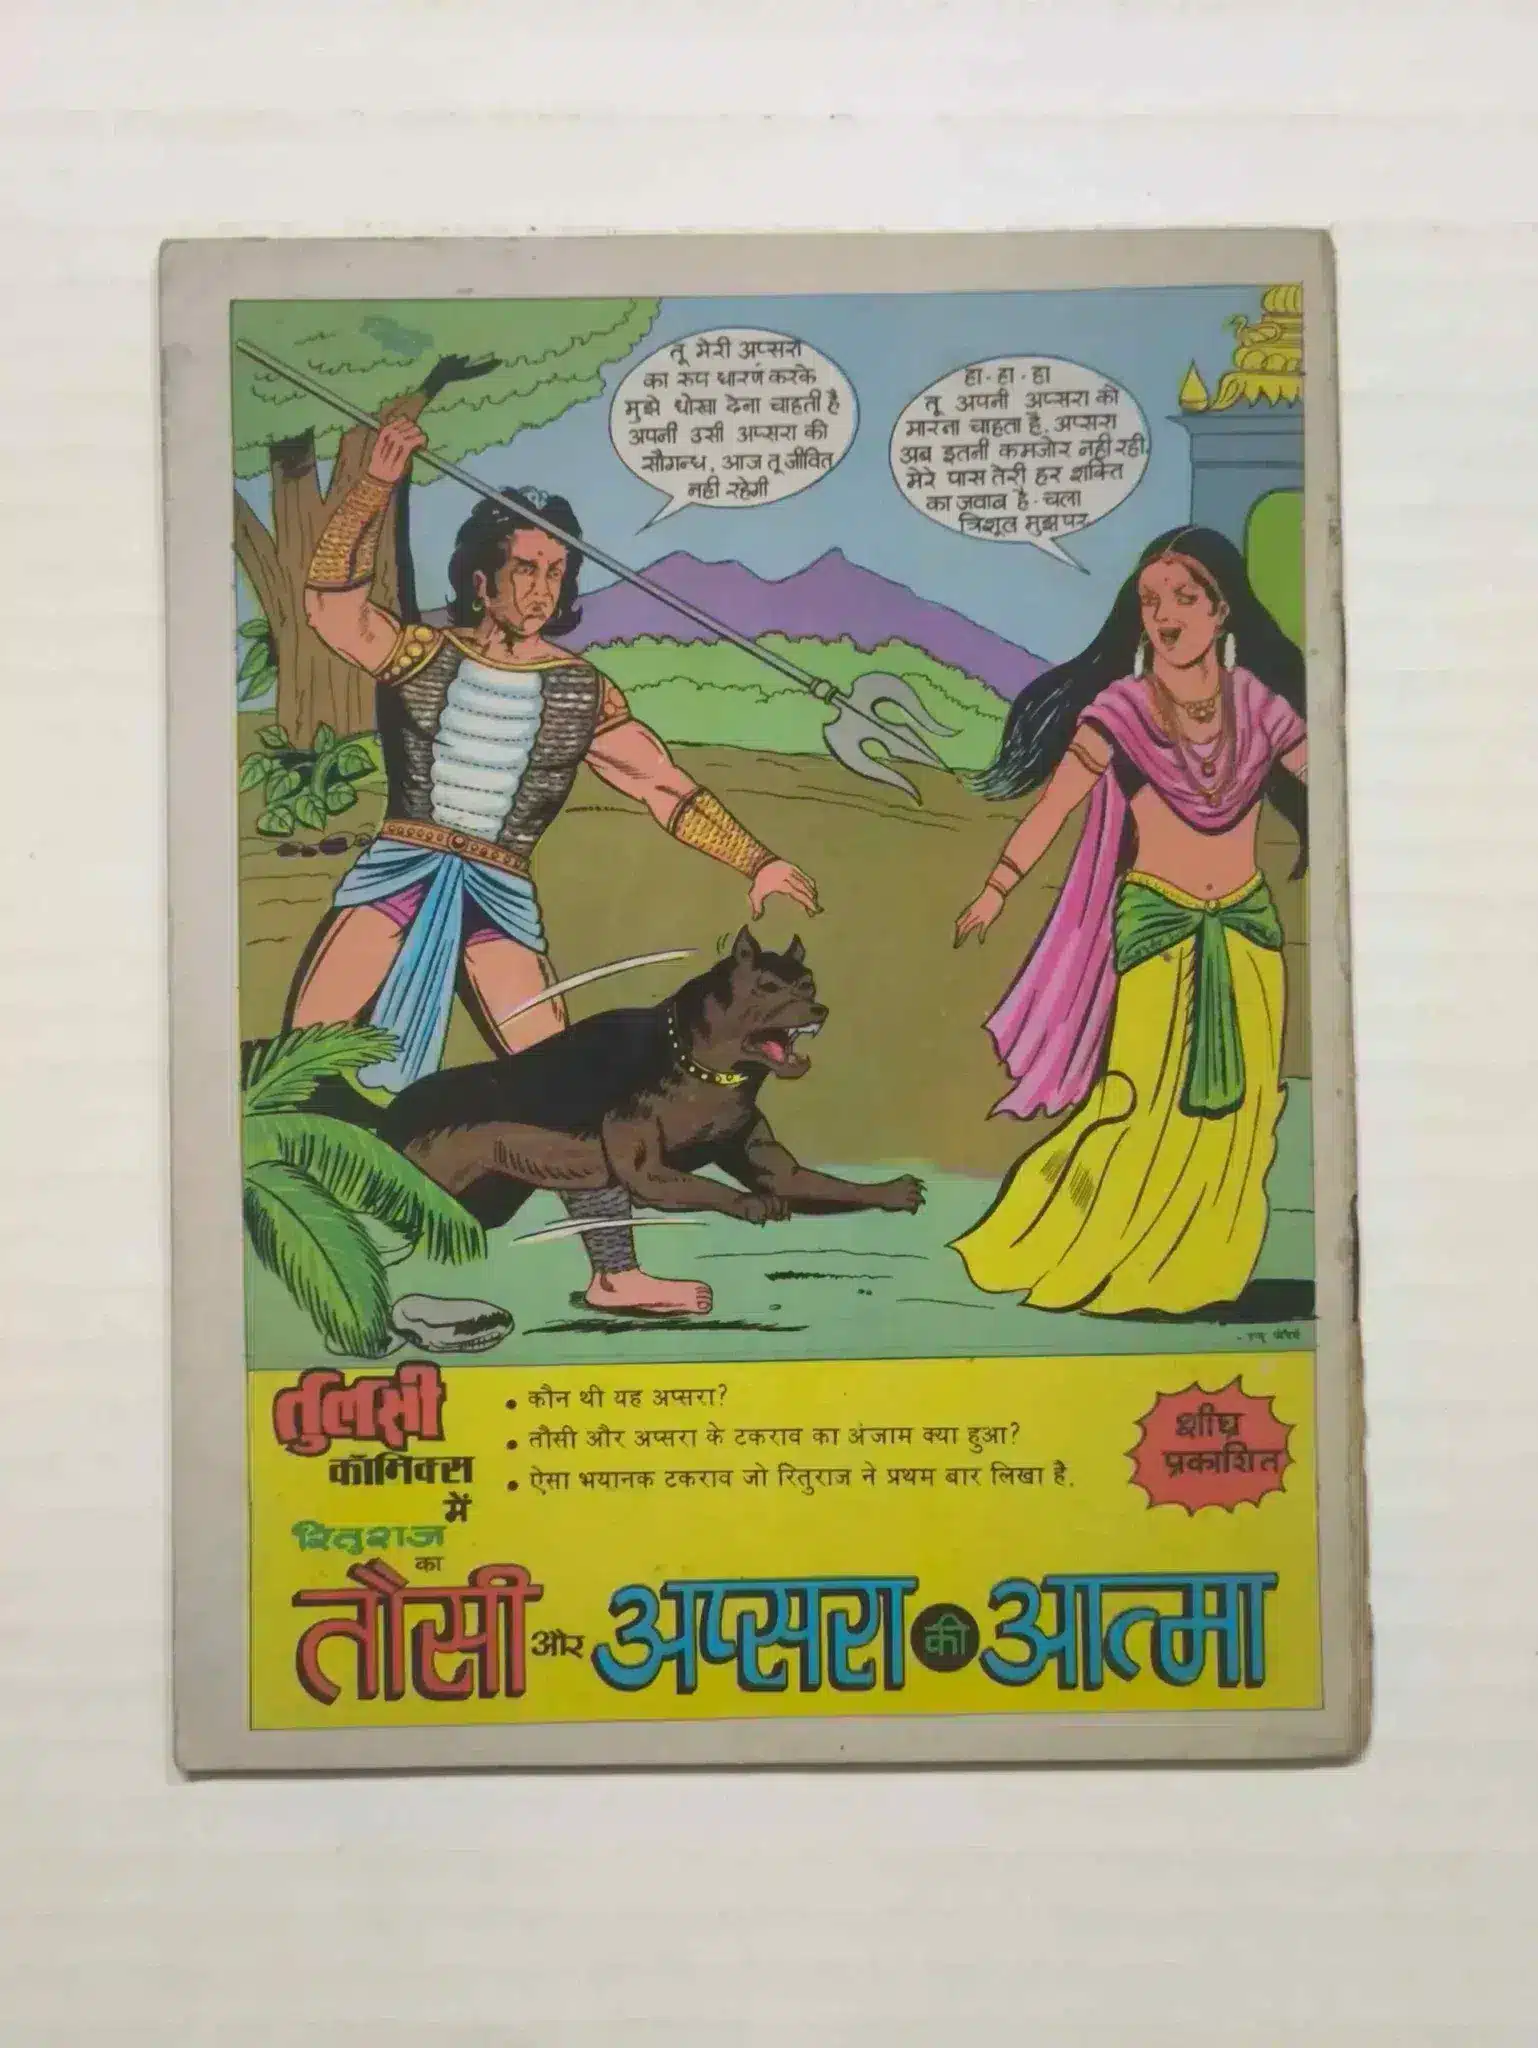 तू मेरी अप्सरा
का रुप धारण करके
मुझे धोखा देना चाहती है
अपनी उसी अप्सरा की
सौगन्ध, आज तू जीवित
नही रहेगी
हा-हा-हा
तू अपनी अप्सरा को
मारना चाहता है, अप्सरा
अब इतनी कमजोर नही रही,
मेरे पास तेरी हर शक्ति
का जवाब है-चला
त्रिशूल मुझपर
तुलसी
कॉमिक्स
में
रितुराज
का
• कौन थी यह अप्सरा?
• तौसी और अप्सरा के टकराव का अंजाम क्या हुआ?
• ऐसा भयानक टकराव जो रितुराज ने प्रथम बार लिखा है.
शीघ्र
प्रकाशित
तौसी और अप्सरा की आत्मा